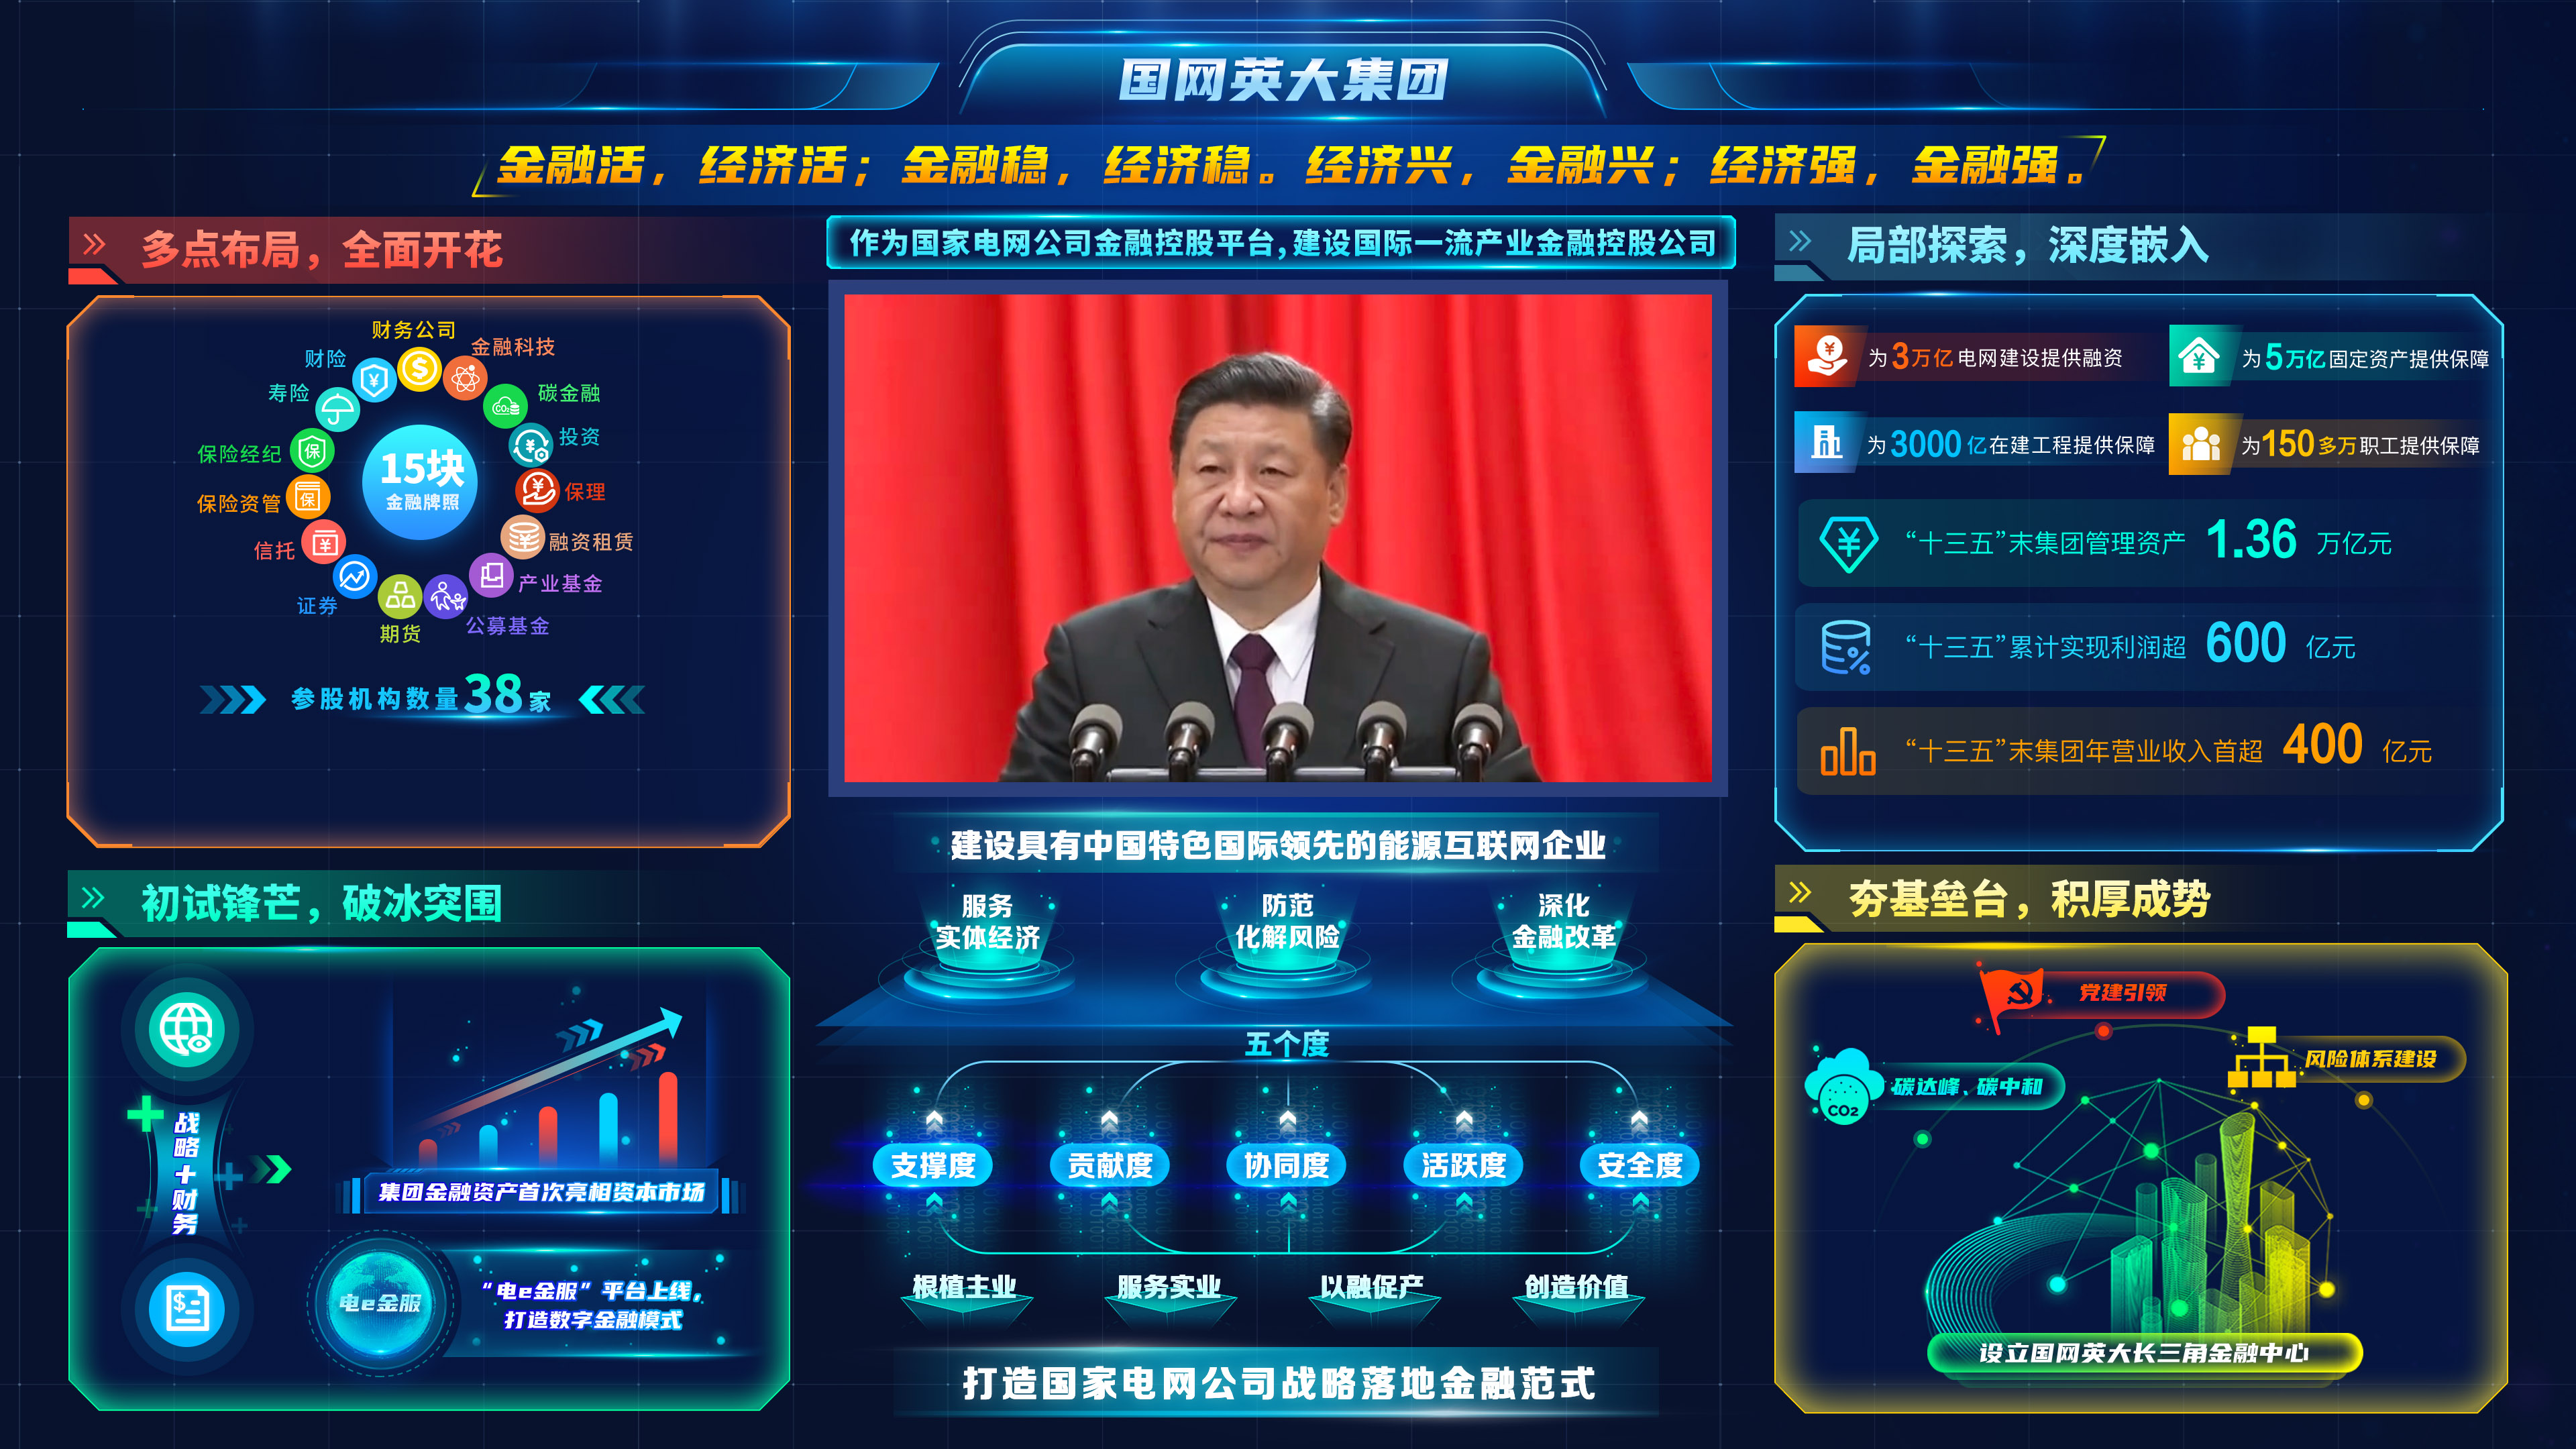 国网英大集团
金融活，经济活；金融稳，经济稳。经济兴，金融兴；经济强，金融强。
多点布局，全面开花
财务公司
金融科技
财险
碳金融
寿险
投资
保险经纪
保
15块
金融牌照
保险资管
保
保理
信托
融资租赁
证券
产业基金
期货
公募基金
CO₂
参股机构数量38家
初试锋芒，破冰突围
战略+财务
集团金融资产首次亮相资本市场
电e金服
“电e金服”平台上线，
打造数字金融模式
作为国家电网公司金融控股平台,建设国际一流产业金融控股公司
建设具有中国特色国际领先的能源互联网企业
服务
实体经济
防范
化解风险
深化
金融改革
五个度
支撑度
贡献度
协同度
活跃度
安全度
根植主业
服务实业
以融促产
创造价值
打造国家电网公司战略落地金融范式
局部探索，深度嵌入
为3万亿电网建设提供融资
为5万亿固定资产提供保障
为3000亿在建工程提供保障
为150多万职工提供保障
“十三五”末集团管理资产 1.36 万亿元
“十三五”累计实现利润超 600 亿元
“十三五”末集团年营业收入首超 400 亿元
夯基垒台，积厚成势
党建引领
风险体系建设
碳达峰、碳中和
CO2
设立国网英大长三角金融中心